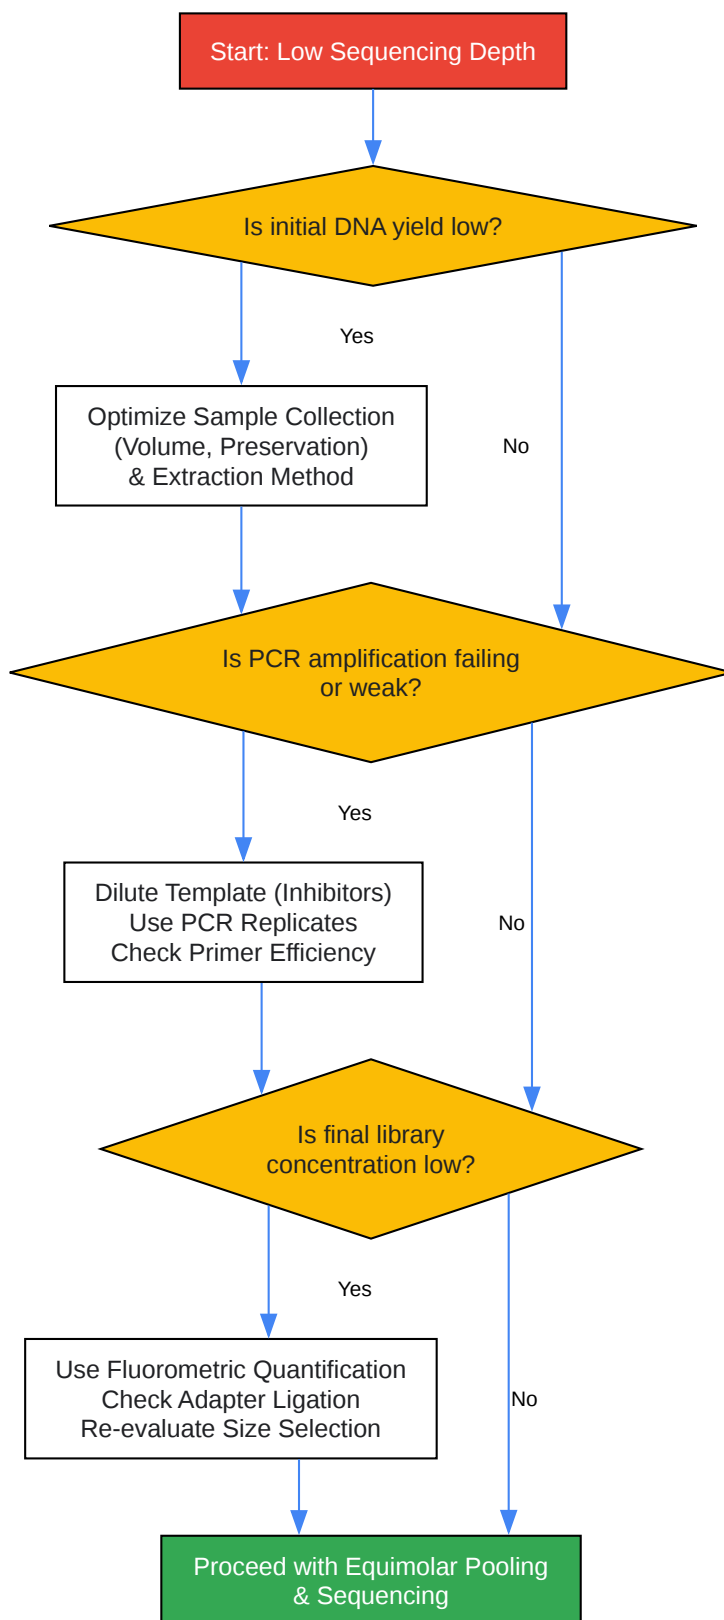 Start: Low Sequencing Depth
Is initial DNA yield low?
Yes
Optimize Sample Collection
(Volume, Preservation)
& Extraction Method
No
Is PCR amplification failing
or weak?
Yes
Dilute Template (Inhibitors)
Use PCR Replicates
Check Primer Efficiency
No
Is final library
concentration low?
Yes
Use Fluorometric Quantification
Check Adapter Ligation
Re-evaluate Size Selection
No
Proceed with Equimolar Pooling
& Sequencing